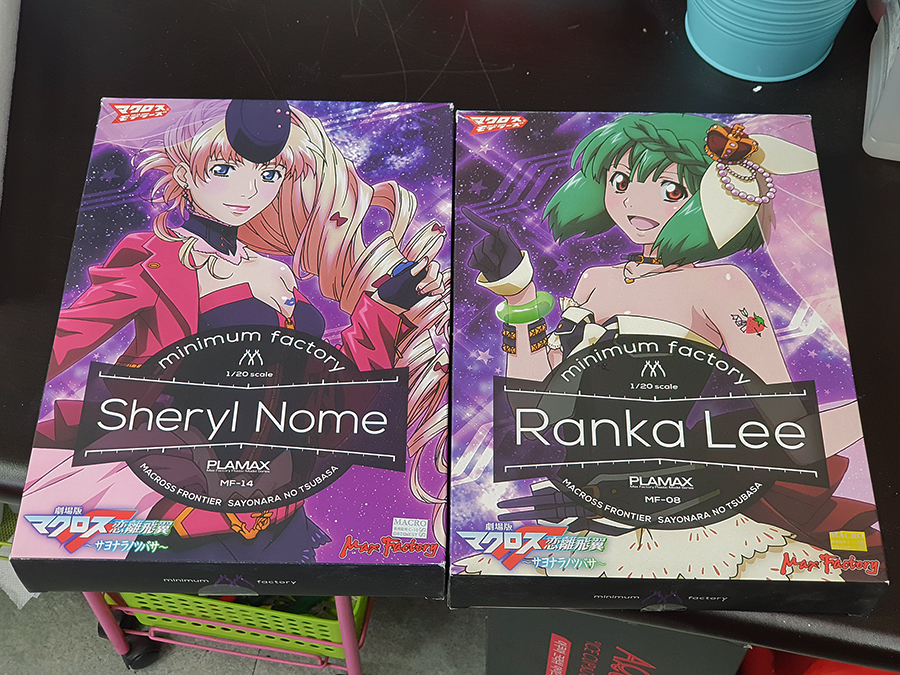 マクロス
モデラーズ
minimum factory
1/20 scale
Sheryl Nome
PLAMAX
MF-14
MACROSS FRONTIER SAYONARA NO TSUBASA
劇場版
マクロスF
恋離飛翼
～サヨナラノツバサ～
MACRO
Max Factory
minimum factory
マクロス
モデラーズ
minimum factory
1/20 scale
Ranka Lee
PLAMAX
MF-08
MACROSS FRONTIER SAYONARA NO TSUBASA
劇場版
マクロスF
恋離飛翼
～サヨナラノツバサ～
MACRO
Max Factory
minimum factory